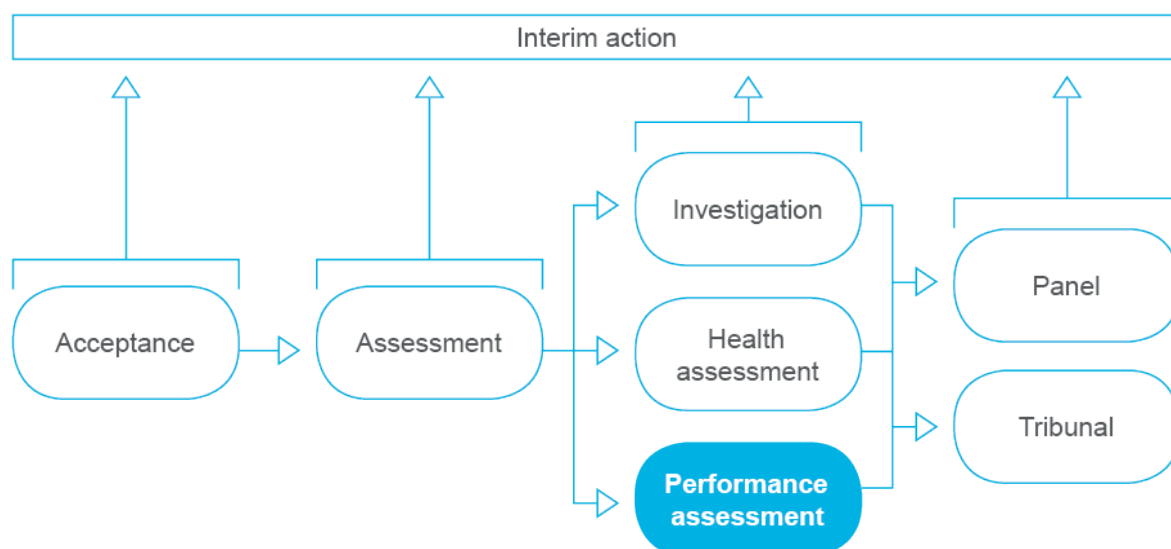 Interim action
Acceptance
Assessment
Investigation
Health
assessment
Performance
assessment
Panel
Tribunal